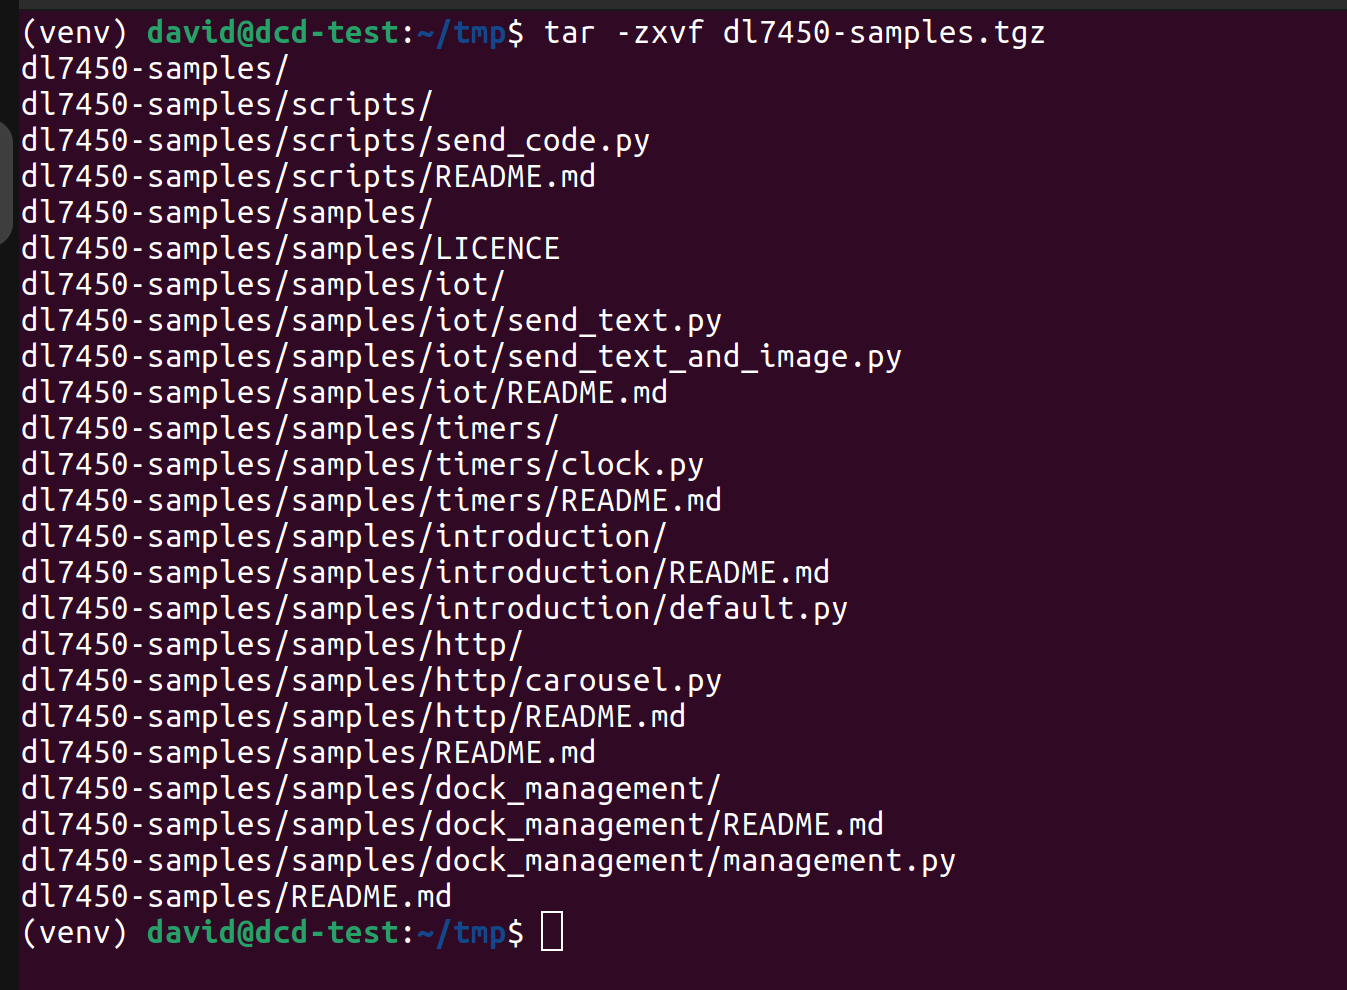 (venv) david@dcd-test:~/tmp$ tar -zxvf dl7450-samples.tgz
dl7450-samples/
dl7450-samples/scripts/
dl7450-samples/scripts/send_code.py
dl7450-samples/scripts/README.md
dl7450-samples/samples/
dl7450-samples/samples/LICENCE
dl7450-samples/samples/iot/
dl7450-samples/samples/iot/send_text.py
dl7450-samples/samples/iot/send_text_and_image.py
dl7450-samples/samples/iot/README.md
dl7450-samples/samples/timers/
dl7450-samples/samples/timers/clock.py
dl7450-samples/samples/timers/README.md
dl7450-samples/samples/introduction/
dl7450-samples/samples/introduction/README.md
dl7450-samples/samples/introduction/default.py
dl7450-samples/samples/http/
dl7450-samples/samples/http/carousel.py
dl7450-samples/samples/http/README.md
dl7450-samples/samples/README.md
dl7450-samples/samples/dock_management/
dl7450-samples/samples/dock_management/README.md
dl7450-samples/samples/dock_management/management.py
dl7450-samples/README.md
(venv) david@dcd-test:~/tmp$